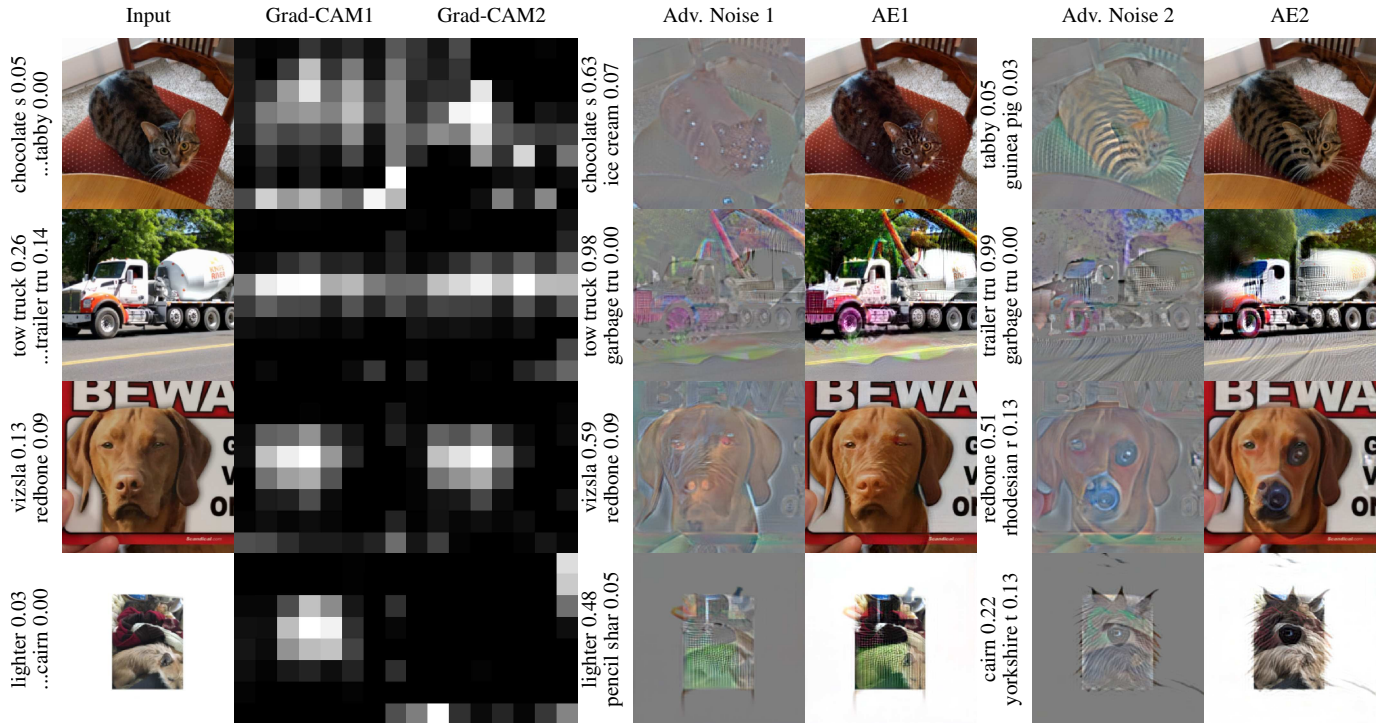 Input Grad-CAM1 Grad-CAM2 Adv. Noise 1 AE1 Adv. Noise 2 AE2
chocolate s 0.05
...tabby 0.00
chocolate s 0.63
ice cream 0.07
tabby 0.05
guinea pig 0.03
tow truck 0.26
...trailer tru 0.14
tow truck 0.98
garbage tru 0.00
trailer tru 0.99
garbage tru 0.00
vizsla 0.13
redbone 0.09
BEWA
G
V
ON
vizsla 0.59
redbone 0.09
BEWA
G
V
ON
redbone 0.51
rhodesian r 0.13
BEWA
G
V
ON
lighter 0.03
...cairn 0.00
lighter 0.48
pencil shar 0.05
cairn 0.22
yorkshire t 0.13